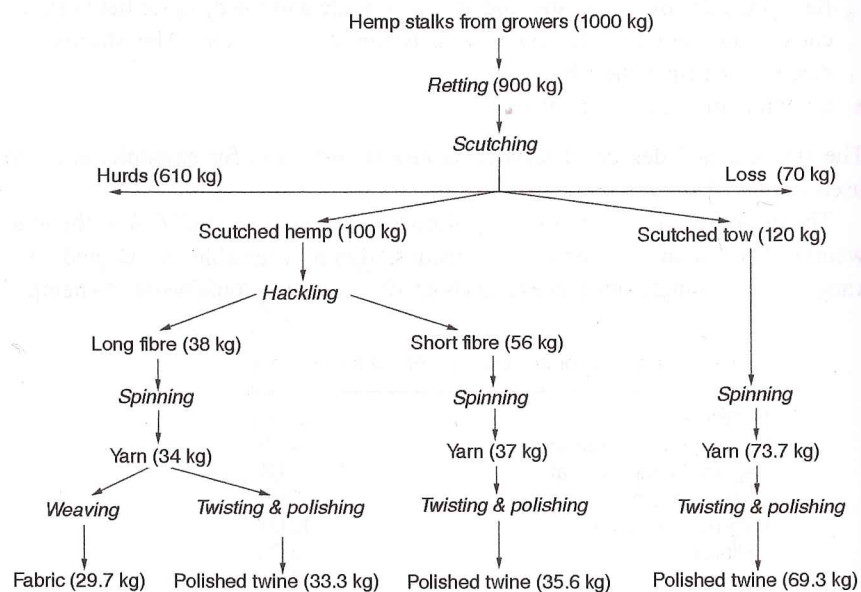 Hemp stalks from growers (1000 kg)
Retting (900 kg)
Scutching
Hurds (610 kg)
Loss (70 kg)
Scutched hemp (100 kg)
Scutched tow (120 kg)
Hackling
Long fibre (38 kg)
Short fibre (56 kg)
Spinning
Spinning
Spinning
Yarn (34 kg)
Yarn (37 kg)
Yarn (73.7 kg)
Weaving
Twisting & polishing
Twisting & polishing
Twisting & polishing
Fabric (29.7 kg)
Polished twine (33.3 kg)
Polished twine (35.6 kg)
Polished twine (69.3 kg)